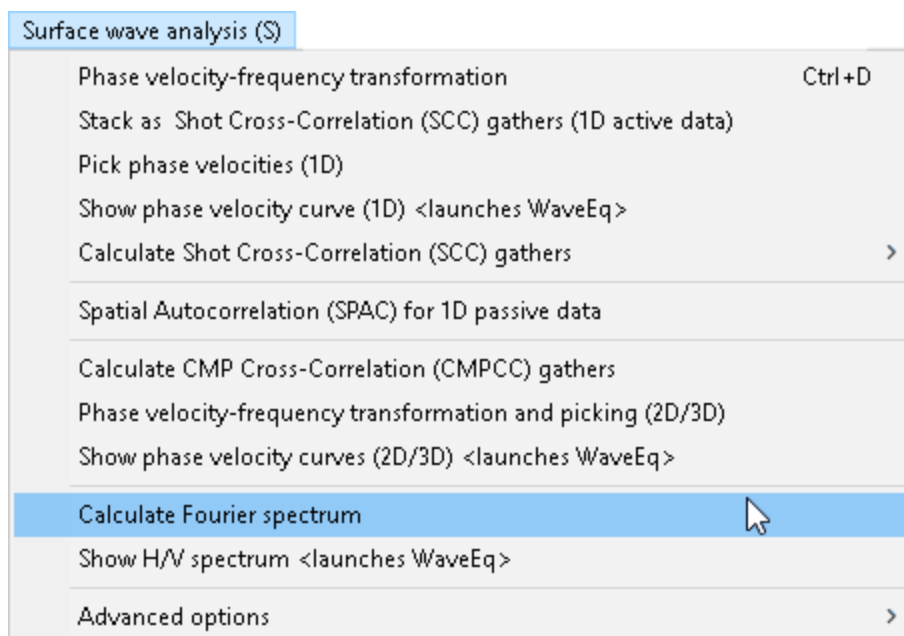 Surface wave analysis (S)
Phase velocity-frequency transformation Ctrl+D
Stack as Shot Cross-Correlation (SCC) gathers (1D active data)
Pick phase velocities (1D)
Show phase velocity curve (1D) <launches WaveEq>
Calculate Shot Cross-Correlation (SCC) gathers
Spatial Autocorrelation (SPAC) for 1D passive data
Calculate CMP Cross-Correlation (CMPCC) gathers
Phase velocity-frequency transformation and picking (2D/3D)
Show phase velocity curves (2D/3D) <launches WaveEq>
Calculate Fourier spectrum
Show H/V spectrum <launches WaveEq>
Advanced options